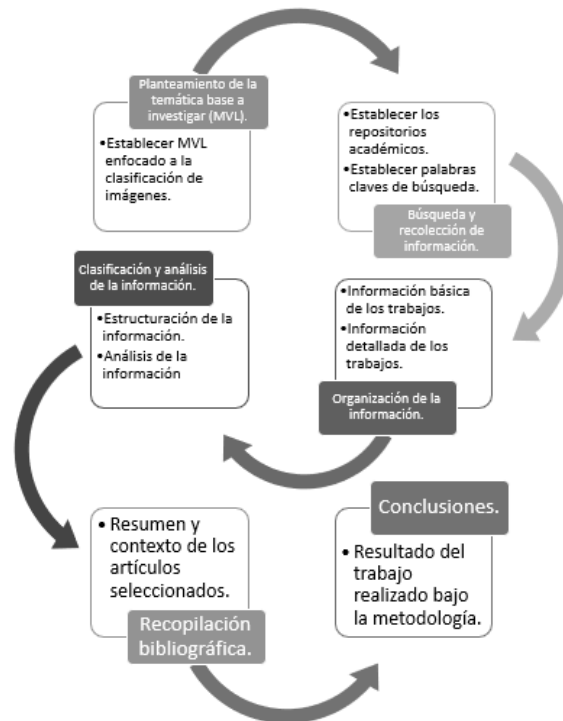 Planteamiento de la
temática base a
investigar (MVL).
•Establecer MVL
enfocado a la
clasificación de
imágenes.
•Establecer los
repositorios
académicos.
•Establecer palabras
claves de búsqueda.
Búsqueda y
recolección de
información.
•Información básica
de los trabajos.
•Información
detallada de los
trabajos.
Organización de la
información.
Clasificación y análisis
de la información.
•Estructuración de la
información.
•Análisis de la
información
• Resumen y
contexto de los
artículos
seleccionados.
Recopilación
bibliográfica.
Conclusiones.
• Resultado del
trabajo
realizado bajo
la metodología.